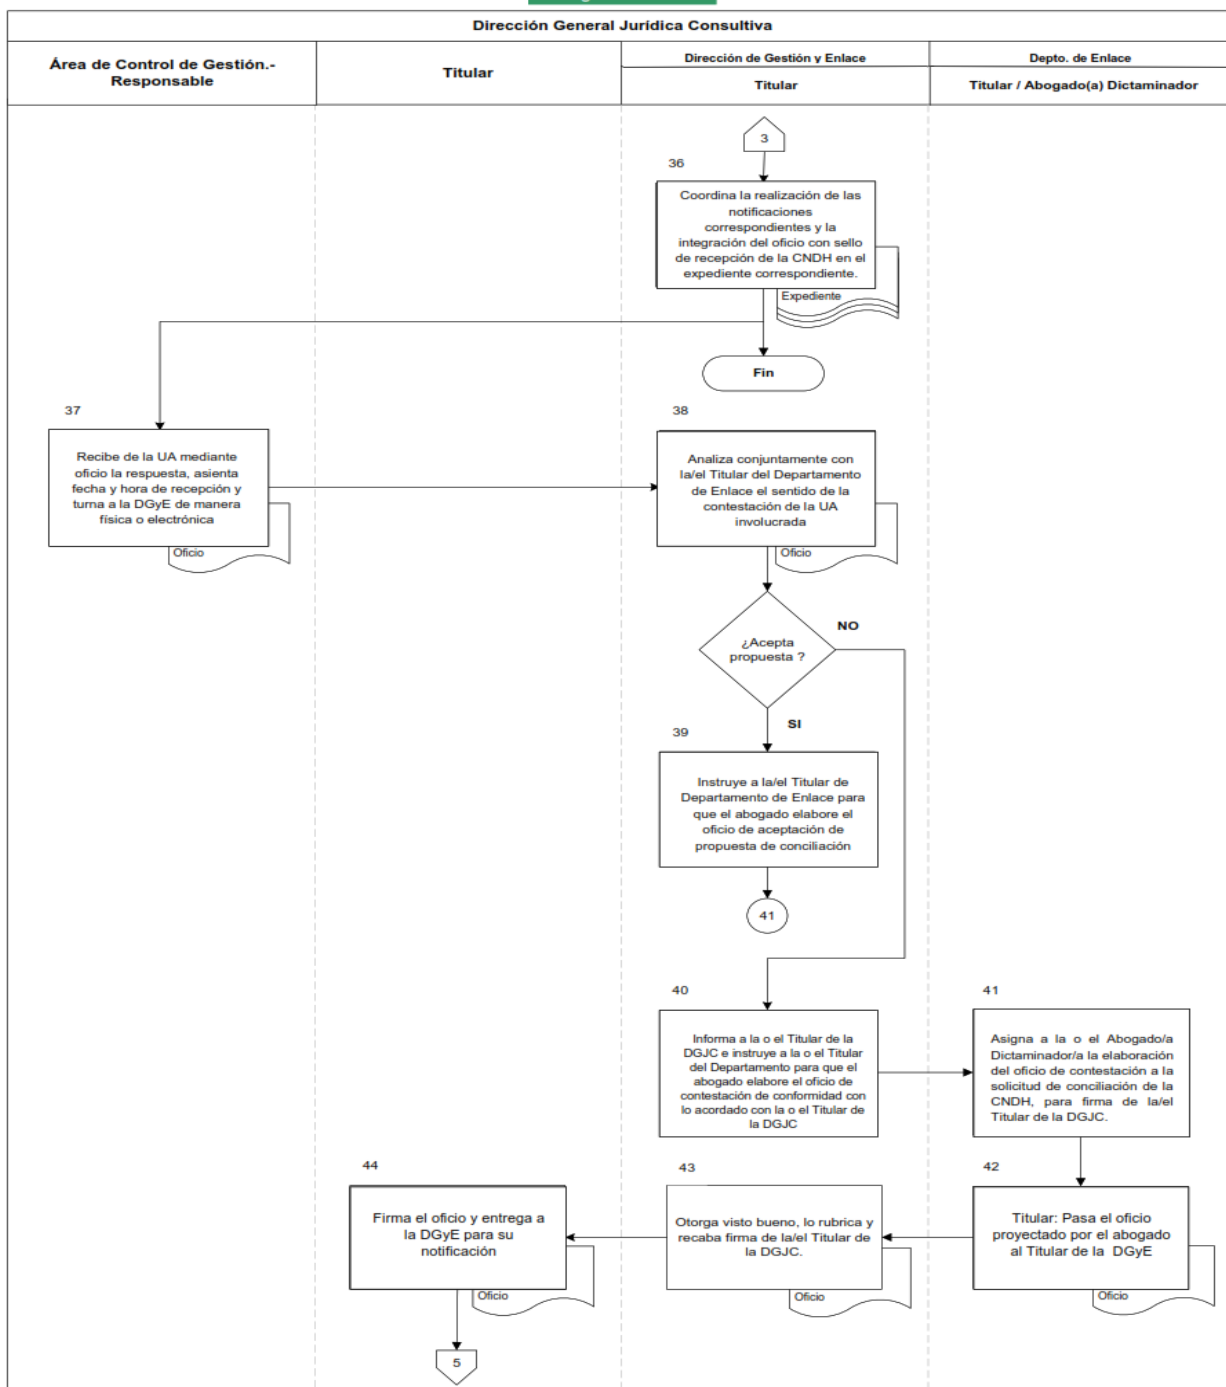 Dirección General Jurídica Consultiva
Área de Control de Gestión.-
Responsable
Titular
Dirección de Gestión y Enlace
Titular
Depto. de Enlace
Titular / Abogado(a) Dictaminador
3
36
Coordina la realización de las
notificaciones
correspondientes y la
integración del oficio con sello
de recepción de la CNDH en el
expediente correspondiente.
Expediente
Fin
37
Recibe de la UA mediante
oficio la respuesta, asienta
fecha y hora de recepción y
turna a la DGyE de manera
física o electrónica
Oficio
38
Analiza conjuntamente con
la/el Titular del Departamento
de Enlace el sentido de la
contestación de la UA
involucrada
Oficio
¿Acepta
propuesta ?
NO
SI
39
Instruye a la/el Titular de
Departamento de Enlace para
que el abogado elabore el
oficio de aceptación de
propuesta de conciliación
41
40
Informa a la o el Titular de la
DGJC e instruye a la o el Titular
del Departamento para que el
abogado elabore el oficio de
contestación de conformidad con
lo acordado con la o el Titular de
la DGJC
41
Asigna a la o el Abogado/a
Dictaminador/a la elaboración
del oficio de contestación a la
solicitud de conciliación de la
CNDH, para firma de la/el
Titular de la DGJC.
42
Titular: Pasa el oficio
proyectado por el abogado
al Titular de la DGyE
Oficio
43
Otorga visto bueno, lo rubrica y
recaba firma de la/el Titular de
la DGJC.
Oficio
44
Firma el oficio y entrega a
la DGyE para su
notificación
Oficio
5